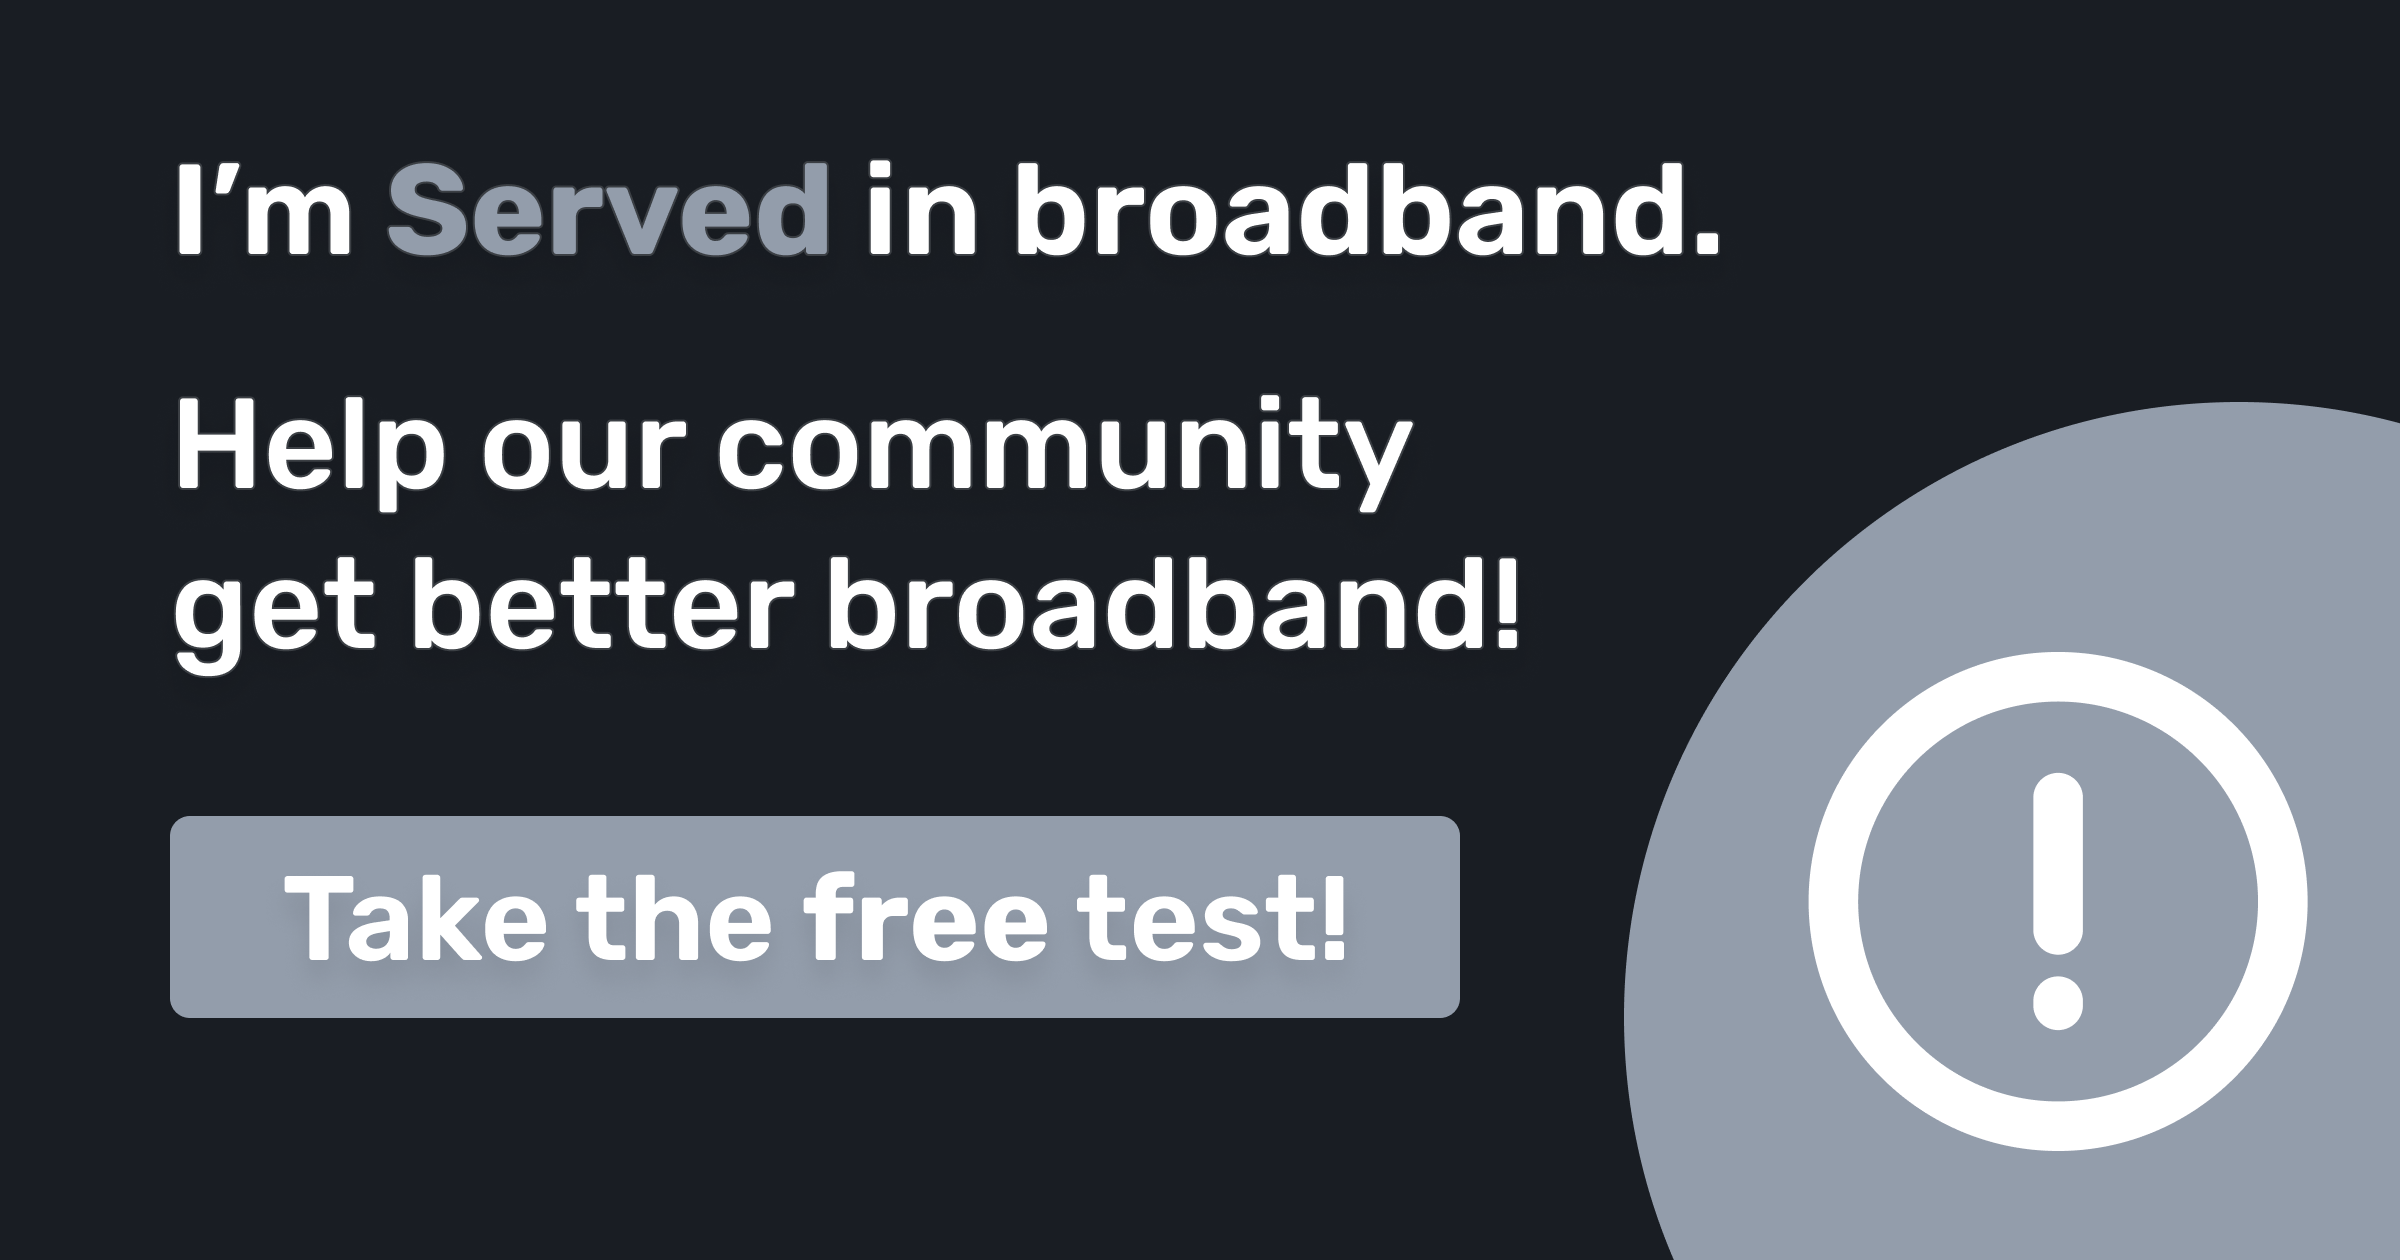 I’m Served in broadband.
Help our community
get better broadband!
Take the free test!